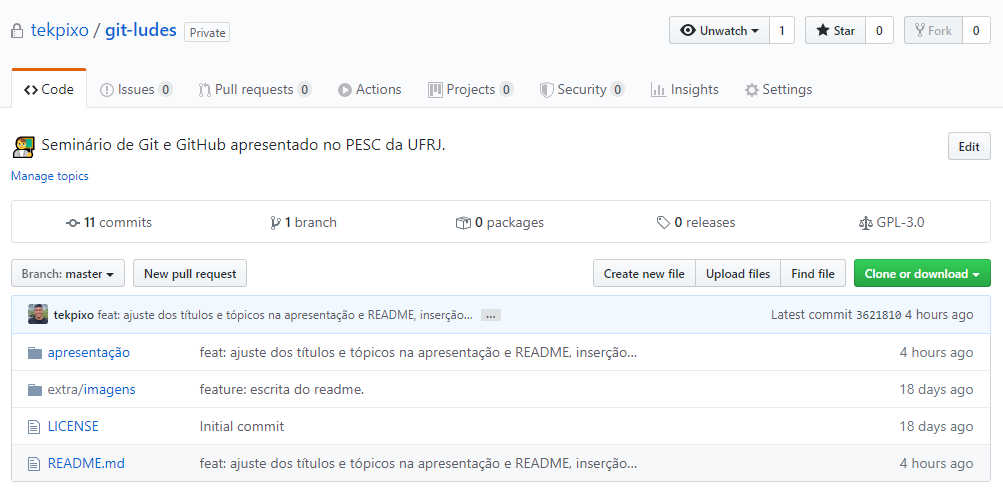 tekpixo / git-ludes Private Unwatch 1 Star 0 Fork 0
Code Issues 0 Pull requests 0 Actions Projects 0 Security 0 Insights Settings
Seminário de Git e GitHub apresentado no PESC da UFRJ. Edit
Manage topics
11 commits 1 branch 0 packages 0 releases GPL-3.0
Branch: master New pull request Create new file Upload files Find file Clone or download
tekpixo feat: ajuste dos títulos e tópicos na apresentação e README, inserção... ... Latest commit 3621810 4 hours ago
apresentação feat: ajuste dos títulos e tópicos na apresentação e README, inserção... 4 hours ago
extra/imagens feature: escrita do readme. 18 days ago
LICENSE Initial commit 18 days ago
README.md feat: ajuste dos títulos e tópicos na apresentação e README, inserção... 4 hours ago